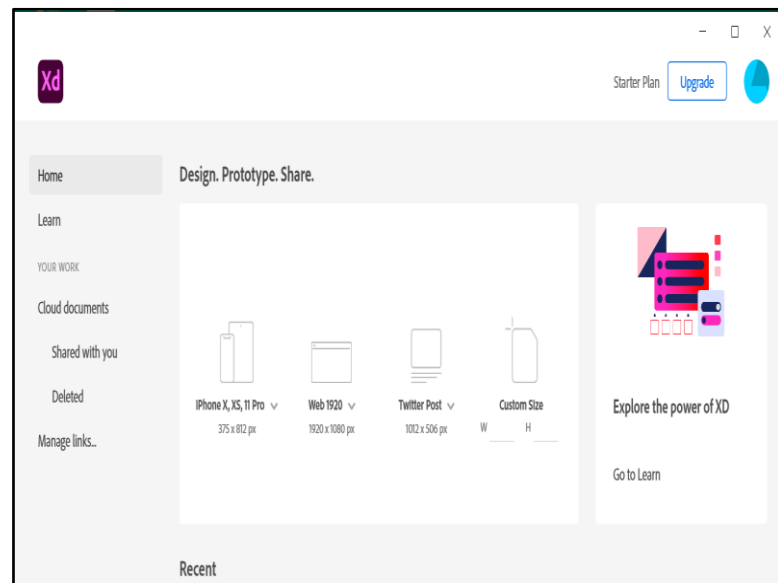 Xd
Starter Plan Upgrade
Home
Learn
YOUR WORK
Cloud documents
Shared with you
Deleted
Manage links...
Design. Prototype. Share.
IPhone X, XS, 11 Pro
375 x 812 px
Web 1920
1920 x 1080 px
Twitter Post
1012 x 506 px
Custom Size
W H
Explore the power of XD
Go to Learn
Recent